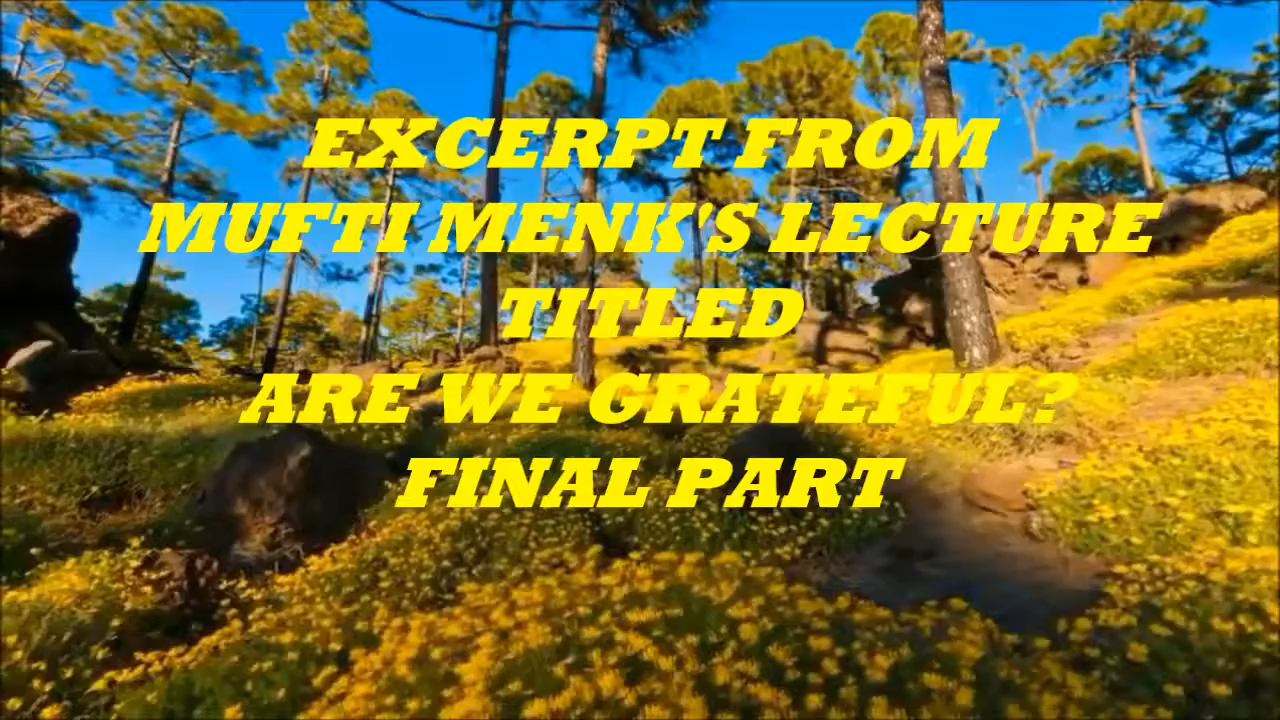 EXCERPT FROM
MUFTI MENK'S LECTURE
TITLED
ARE WE GRATEFUL?
FINAL PART